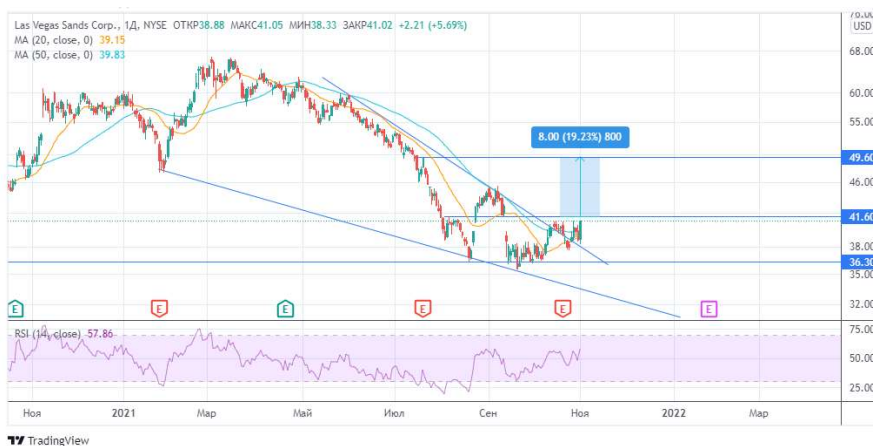 Las Vegas Sands Corp., 1Д, NYSE ОТКР38.88 МАКС41.05 МИН38.33 ЗАКР41.02 +2.21 (+5.69%)
MA (20, close, 0) 39.15
MA (50, close, 0) 39.83
76.00
USD
68.00
60.00
55.00
8.00 (19.23%) 800
49.60
46.00
41.60
38.00
36.30
35.00
32.00
E E E E E E
RSI (14, close) 57.86
75.00
50.00
25.00
Ноя 2021 Мар Май Июл Сен Ноя 2022 Мар
TradingView